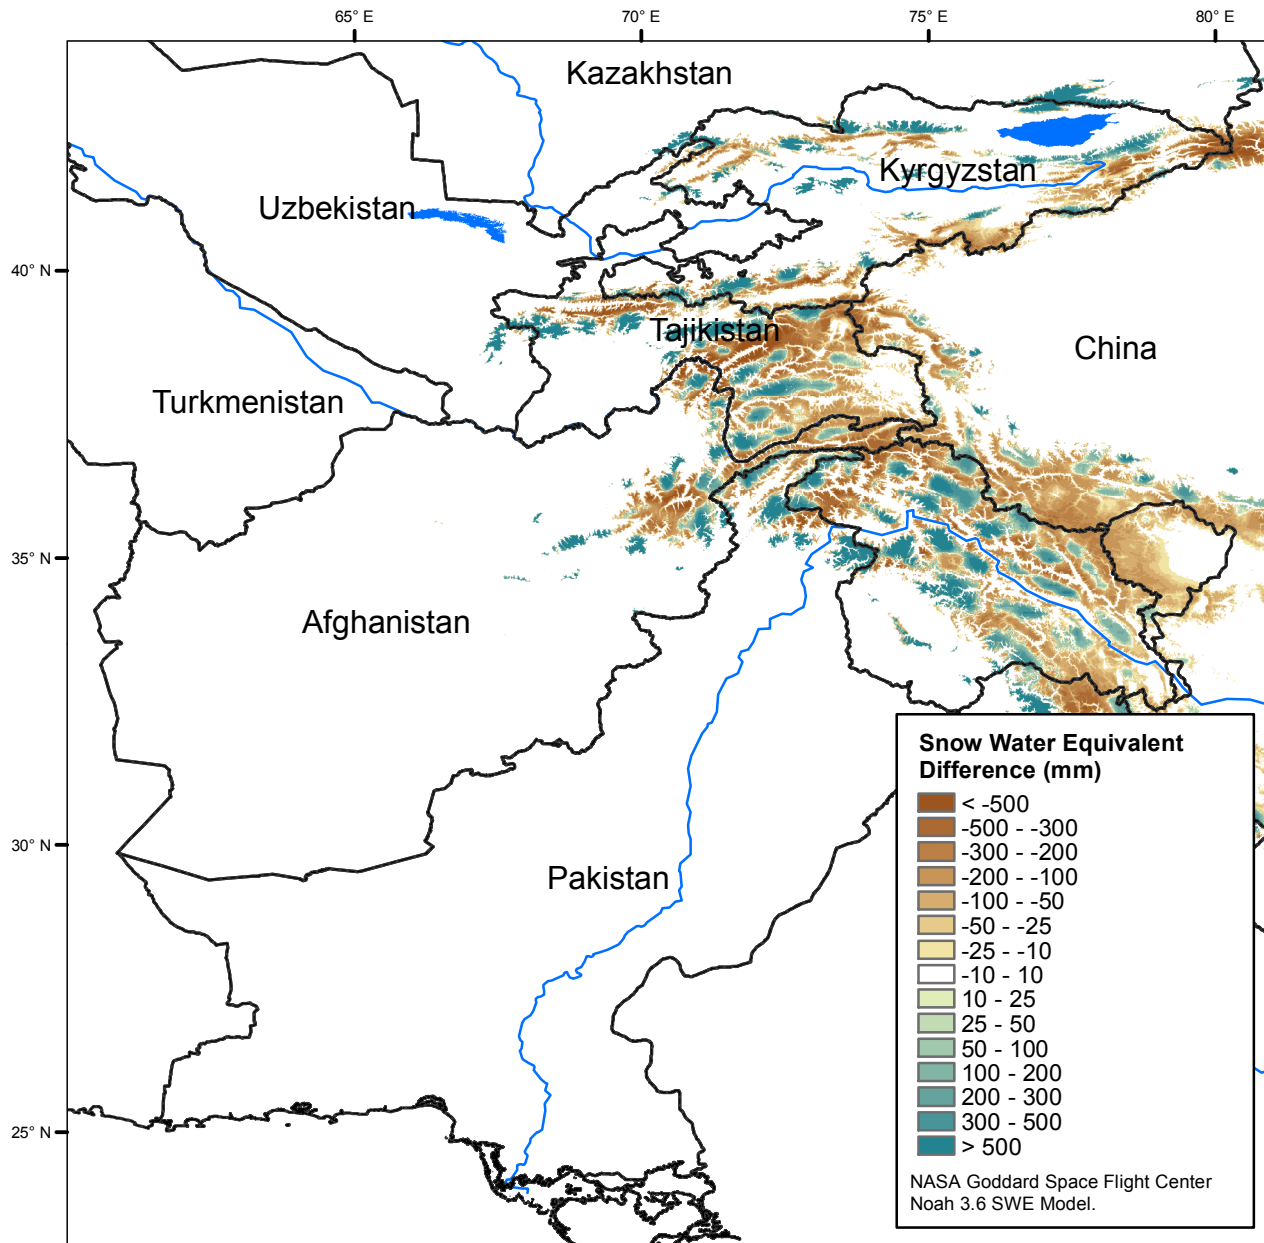 65° E
70° E
75° E
80° E
Kazakhstan
Kyrgyzstan
Uzbekistan
40° N
Tajikistan
China
Turkmenistan
35° N
Afghanistan
30° N
Pakistan
25° N
Snow Water Equivalent
Difference (mm)
< -500
-500 - -300
-300 - -200
-200 - -100
-100 - -50
-50 - -25
-25 - -10
-10 - 10
10 - 25
25 - 50
50 - 100
100 - 200
200 - 300
300 - 500
> 500
NASA Goddard Space Flight Center
Noah 3.6 SWE Model.